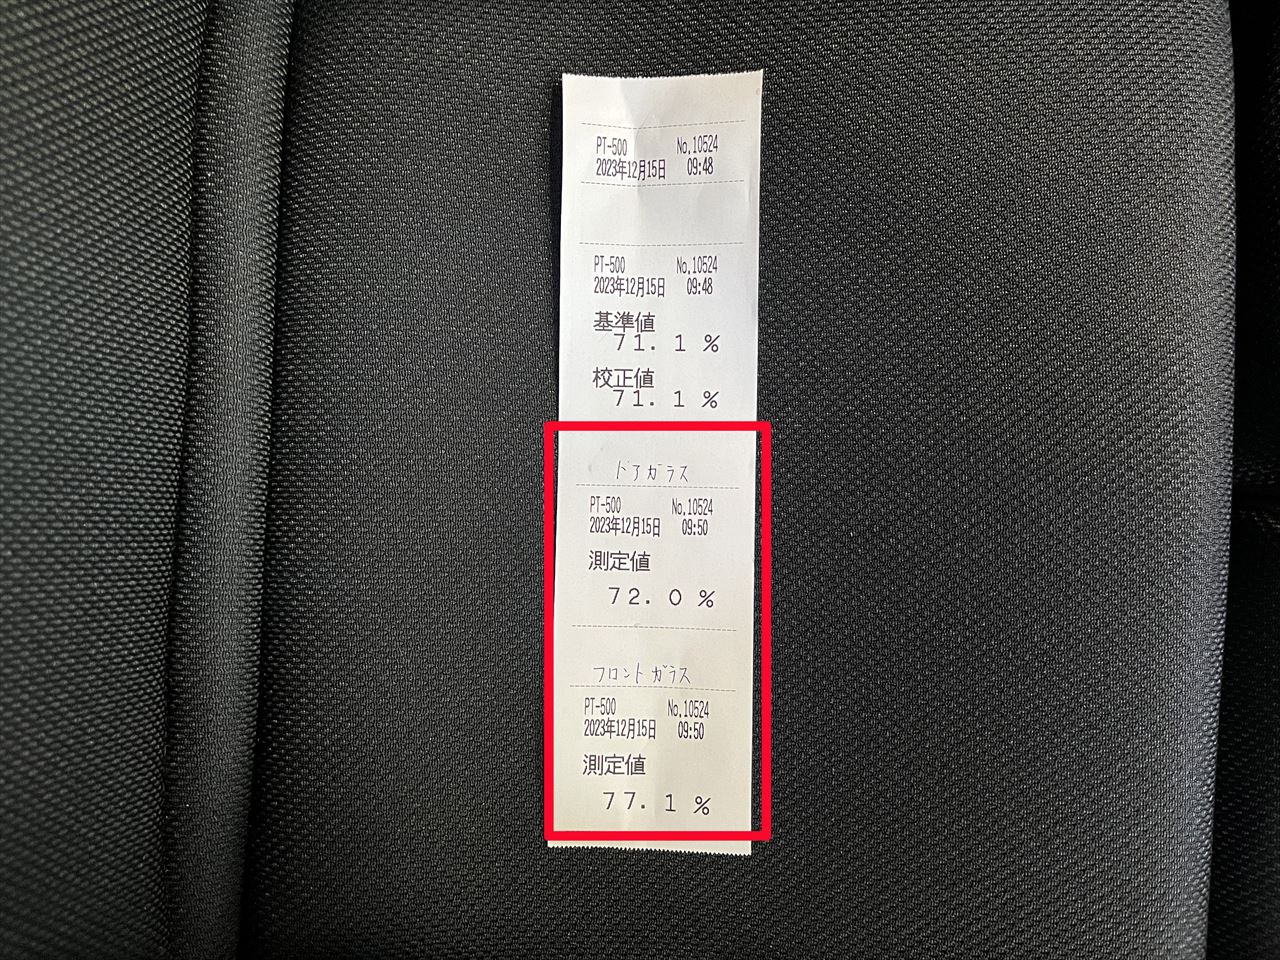 PT-500 No,10524
2023年12月15日 09:48
PT-500 No,10524
2023年12月15日 09:48
基準値
71.1 %
校正値
71.1 %
ドアガラス
PT-500 No,10524
2023年12月15日 09:50
測定値
72.0 %
フロントガラス
PT-500 No,10524
2023年12月15日 09:50
測定値
77.1 %